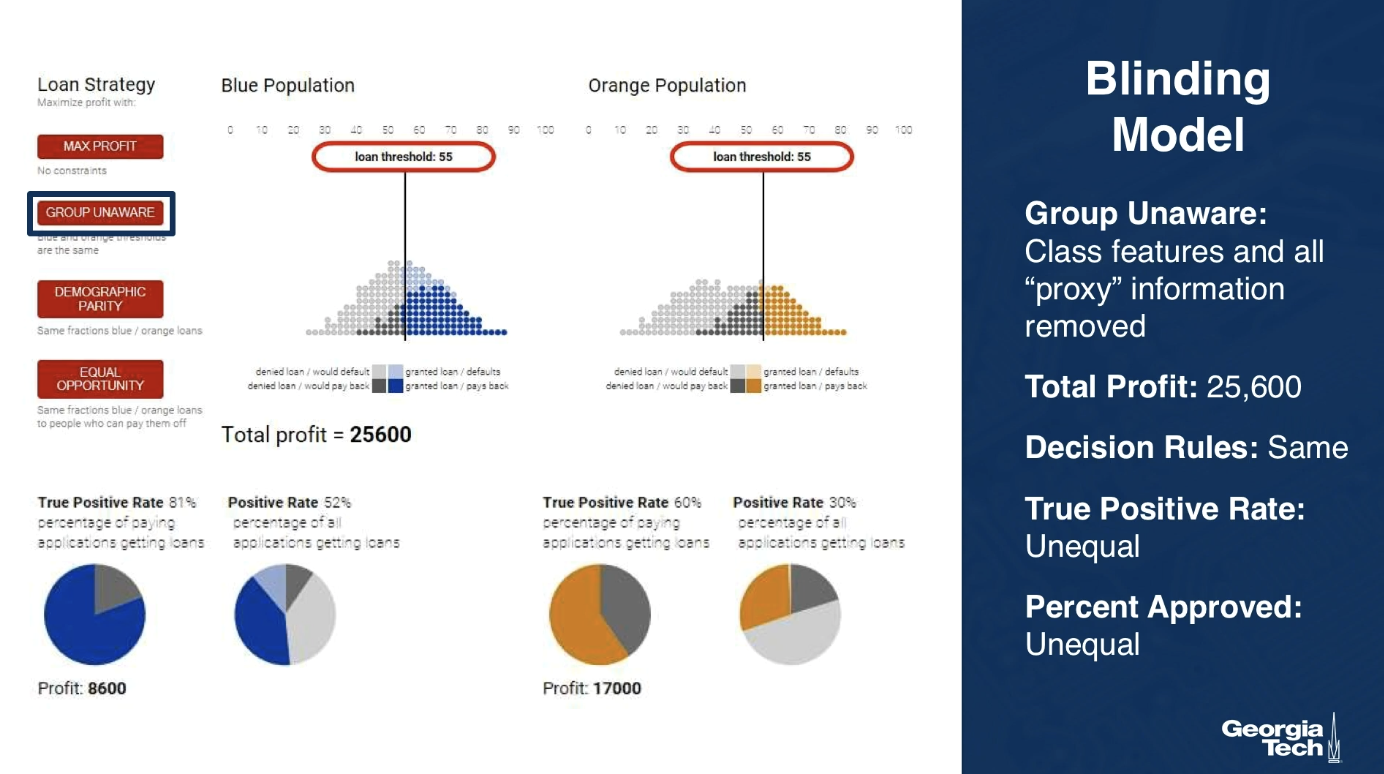 Loan Strategy
Maximize profit with:
MAX PROFIT
No constraints
GROUP UNAWARE
blue and orange thresholds
are the same
DEMOGRAPHIC
PARITY
Same fractions blue / orange loans
EQUAL
OPPORTUNITY
Same fractions blue / orange loans
to people who can pay them off
Blue Population
0 10 20 30 40 50 60 70 80 90 100
loan threshold: 55
denied loan / would default
granted loan / defaults
denied loan / would pay back
granted loan / pays back
Total profit = 25600
Orange Population
0 10 20 30 40 50 60 70 80 90 100
loan threshold: 55
denied loan / would default
granted loan / defaults
denied loan / would pay back
granted loan / pays back
True Positive Rate 81%
percentage of paying
applications getting loans
Positive Rate 52%
percentage of all
applications getting loans
Profit: 8600
True Positive Rate 60%
percentage of paying
applications getting loans
Positive Rate 30%
percentage of all
applications getting loans
Profit: 17000
Blinding
Model
Group Unaware:
Class features and all
“proxy” information
removed
Total Profit: 25,600
Decision Rules: Same
True Positive Rate:
Unequal
Percent Approved:
Unequal
Georgia
Tech